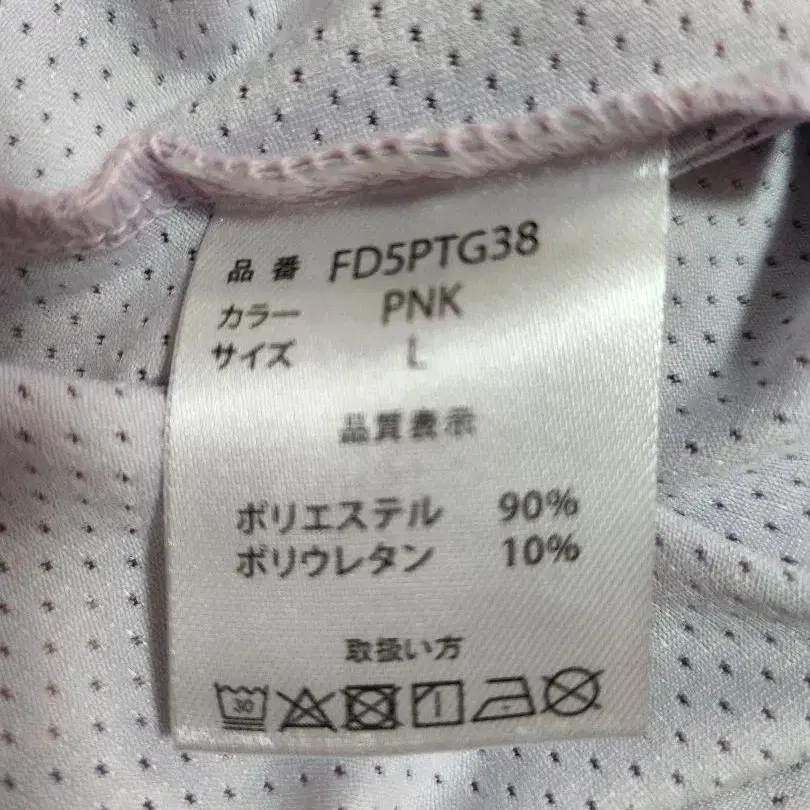 品番 FD5PTG38
カラー PNK
サイズ L
品質表示
ポリエステル 90%
ポリウレタン 10%
取扱い方
30